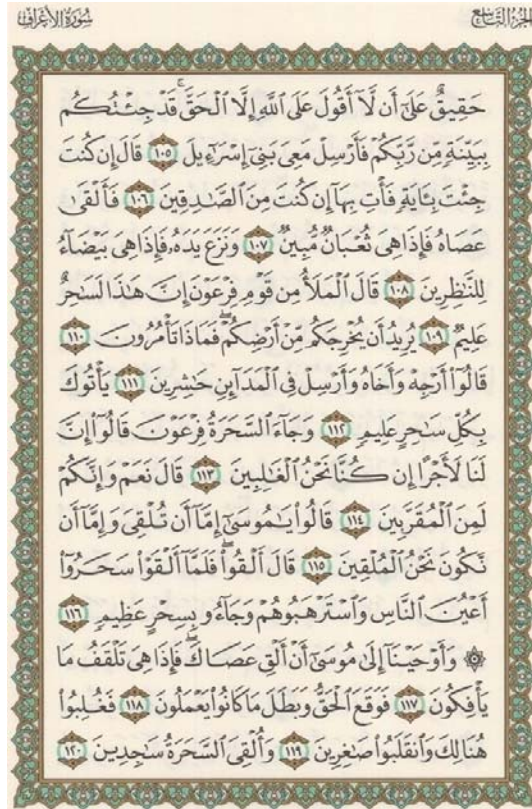 الجزء التاسع
سورة الأعراف
حَقِيقٌ عَلَىٰٓ أَن لَّآ أَقُولَ عَلَى ٱللَّهِ إِلَّا ٱلْحَقَّۚ قَدْ جِئْتُكُم
بِبَيِّنَةٍ مِّن رَّبِّكُمْ فَأَرْسِلْ مَعِىَ بَنِىٓ إِسْرَٰٓءِيلَ ١٠٥ قَالَ إِن كُنتَ
جِئْتَ بِـَٔايَةٍ فَأْتِ بِهَآ إِن كُنتَ مِنَ ٱلصَّٰدِقِينَ ١٠٦ فَأَلْقَىٰ
عَصَاهُ فَإِذَا هِىَ ثُعْبَانٌ مُّبِينٌ ١٠٧ وَنَزَعَ يَدَهُۥ فَإِذَا هِىَ بَيْضَآءُ
لِلنَّٰظِرِينَ ١٠٨ قَالَ ٱلْمَلَأُ مِن قَوْمِ فِرْعَوْنَ إِنَّ هَٰذَا لَسَٰحِرٌ
عَلِيمٌ ١٠٩ يُرِيدُ أَن يُخْرِجَكُم مِّنْ أَرْضِكُمْۖ فَمَاذَا تَأْمُرُونَ ١١٠
قَالُوٓا۟ أَرْجِهْ وَأَخَاهُ وَأَرْسِلْ فِى ٱلْمَدَآئِنِ حَٰشِرِينَ ١١١ يَأْتُوكَ
بِكُلِّ سَٰحِرٍ عَلِيمٍ ١١٢ وَجَآءَ ٱلسَّحَرَةُ فِرْعَوْنَ قَالُوٓا۟ إِنَّ
لَنَا لَأَجْرًا إِن كُنَّا نَحْنُ ٱلْغَٰلِبِينَ ١١٣ قَالَ نَعَمْ وَإِنَّكُمْ
لَمِنَ ٱلْمُقَرَّبِينَ ١١٤ قَالُوا۟ يَٰمُوسَىٰٓ إِمَّآ أَن تُلْقِىَ وَإِمَّآ أَن
نَّكُونَ نَحْنُ ٱلْمُلْقِينَ ١١٥ قَالَ أَلْقُوا۟ۖ فَلَمَّآ أَلْقَوْا۟ سَحَرُوٓا۟
أَعْيُنَ ٱلنَّاسِ وَٱسْتَرْهَبُوهُمْ وَجَآءُو بِسِحْرٍ عَظِيمٍ ١١٦
۞ وَأَوْحَيْنَآ إِلَىٰ مُوسَىٰٓ أَنْ أَلْقِ عَصَاكَۖ فَإِذَا هِىَ تَلْقَفُ مَا
يَأْفِكُونَ ١١٧ فَوَقَعَ ٱلْحَقُّ وَبَطَلَ مَا كَانُوا۟ يَعْمَلُونَ ١١٨ فَغُلِبُوا۟
هُنَالِكَ وَٱنقَلَبُوا۟ صَٰغِرِينَ ١١٩ وَأُلْقِىَ ٱلسَّحَرَةُ سَٰجِدِينَ ١٢٠